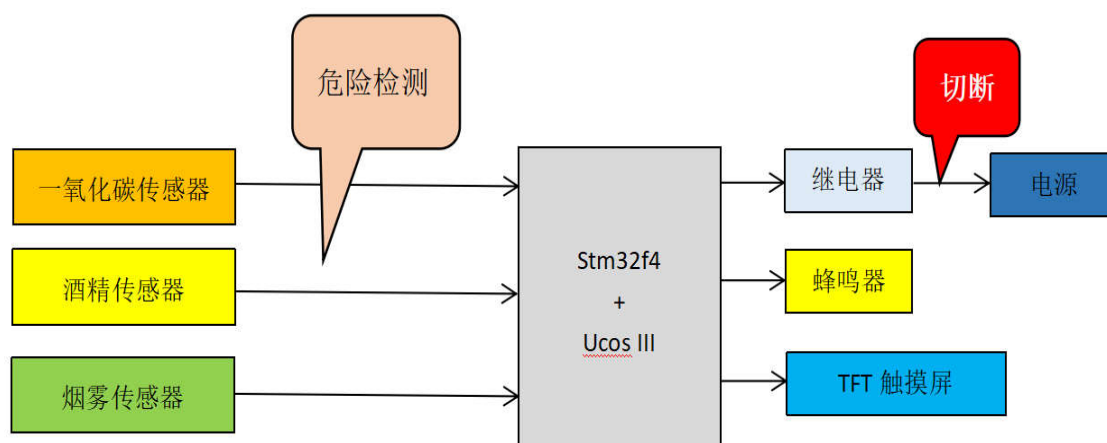 危险检测
切断
一氧化碳传感器
继电器
电源
Stm32f4
+
Ucos III
酒精传感器
蜂鸣器
烟雾传感器
TFT 触摸屏